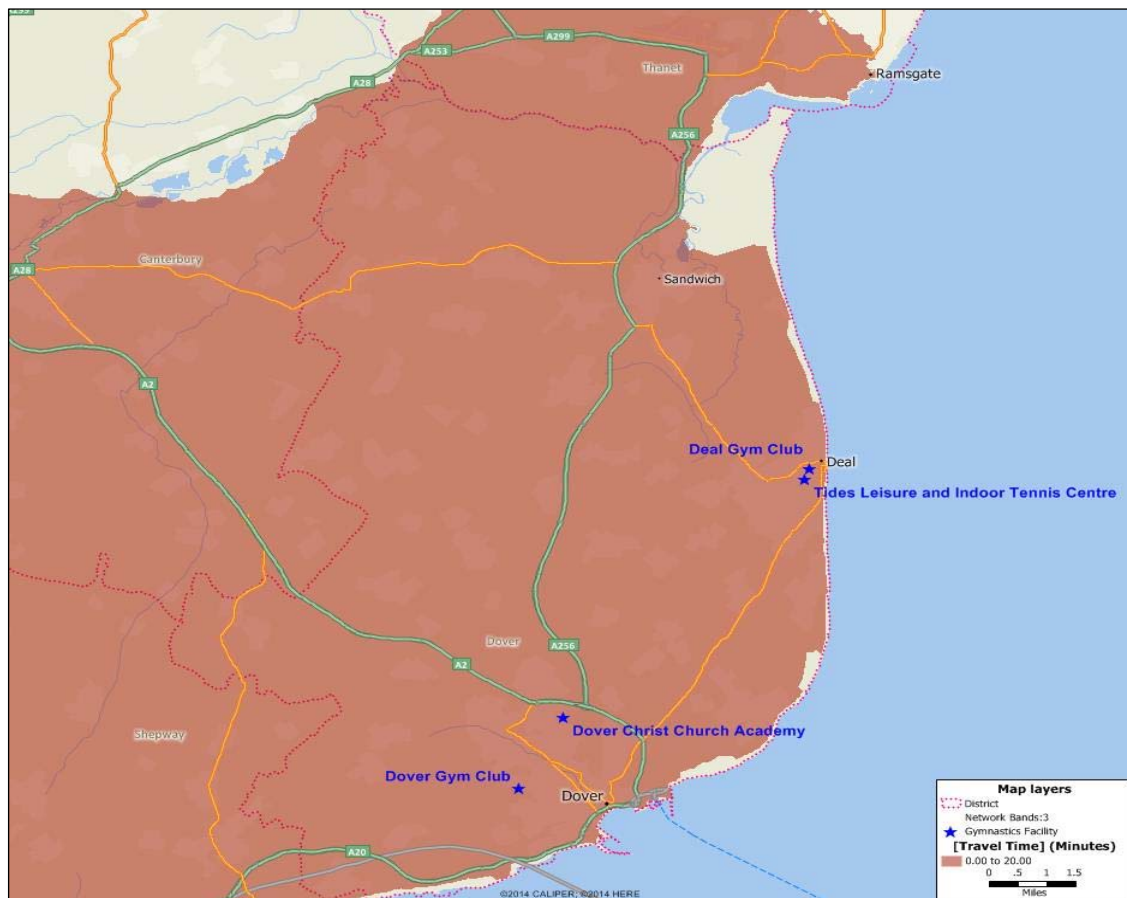 A299
A253
A299
Thanet
Ramsgate
A28
A256
Canterbury
A28
Sandwich
A2
Deal Gym Club
Deal
Tides Leisure and Indoor Tennis Centre
Dover
A256
A2
Dover Christ Church Academy
Shepway
Dover Gym Club
Dover
A20
Map layers
District
Network Bands:3
Gymnastics Facility
[Travel Time] (Minutes)
0.00 to 20.00
0 .5 1 1.5
Miles
©2014 CALIPER; ©2014 HERE